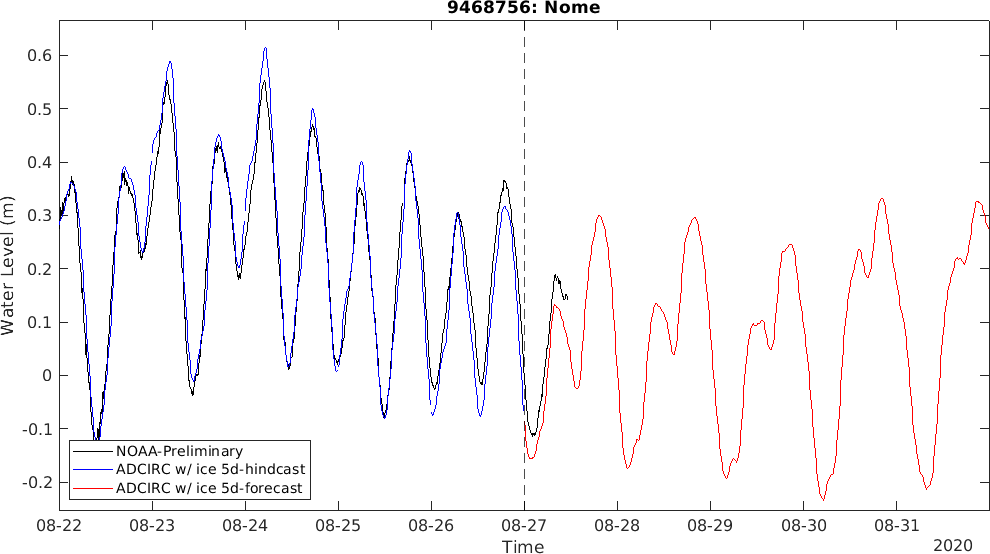 9468756: Nome
Water Level (m)
0.6
0.5
0.4
0.3
0.2
0.1
0
-0.1
-0.2
NOAA-Preliminary
ADCIRC w/ ice 5d-hindcast
ADCIRC w/ ice 5d-forecast
08-22 08-23 08-24 08-25 08-26 08-27 08-28 08-29 08-30 08-31
Time
2020